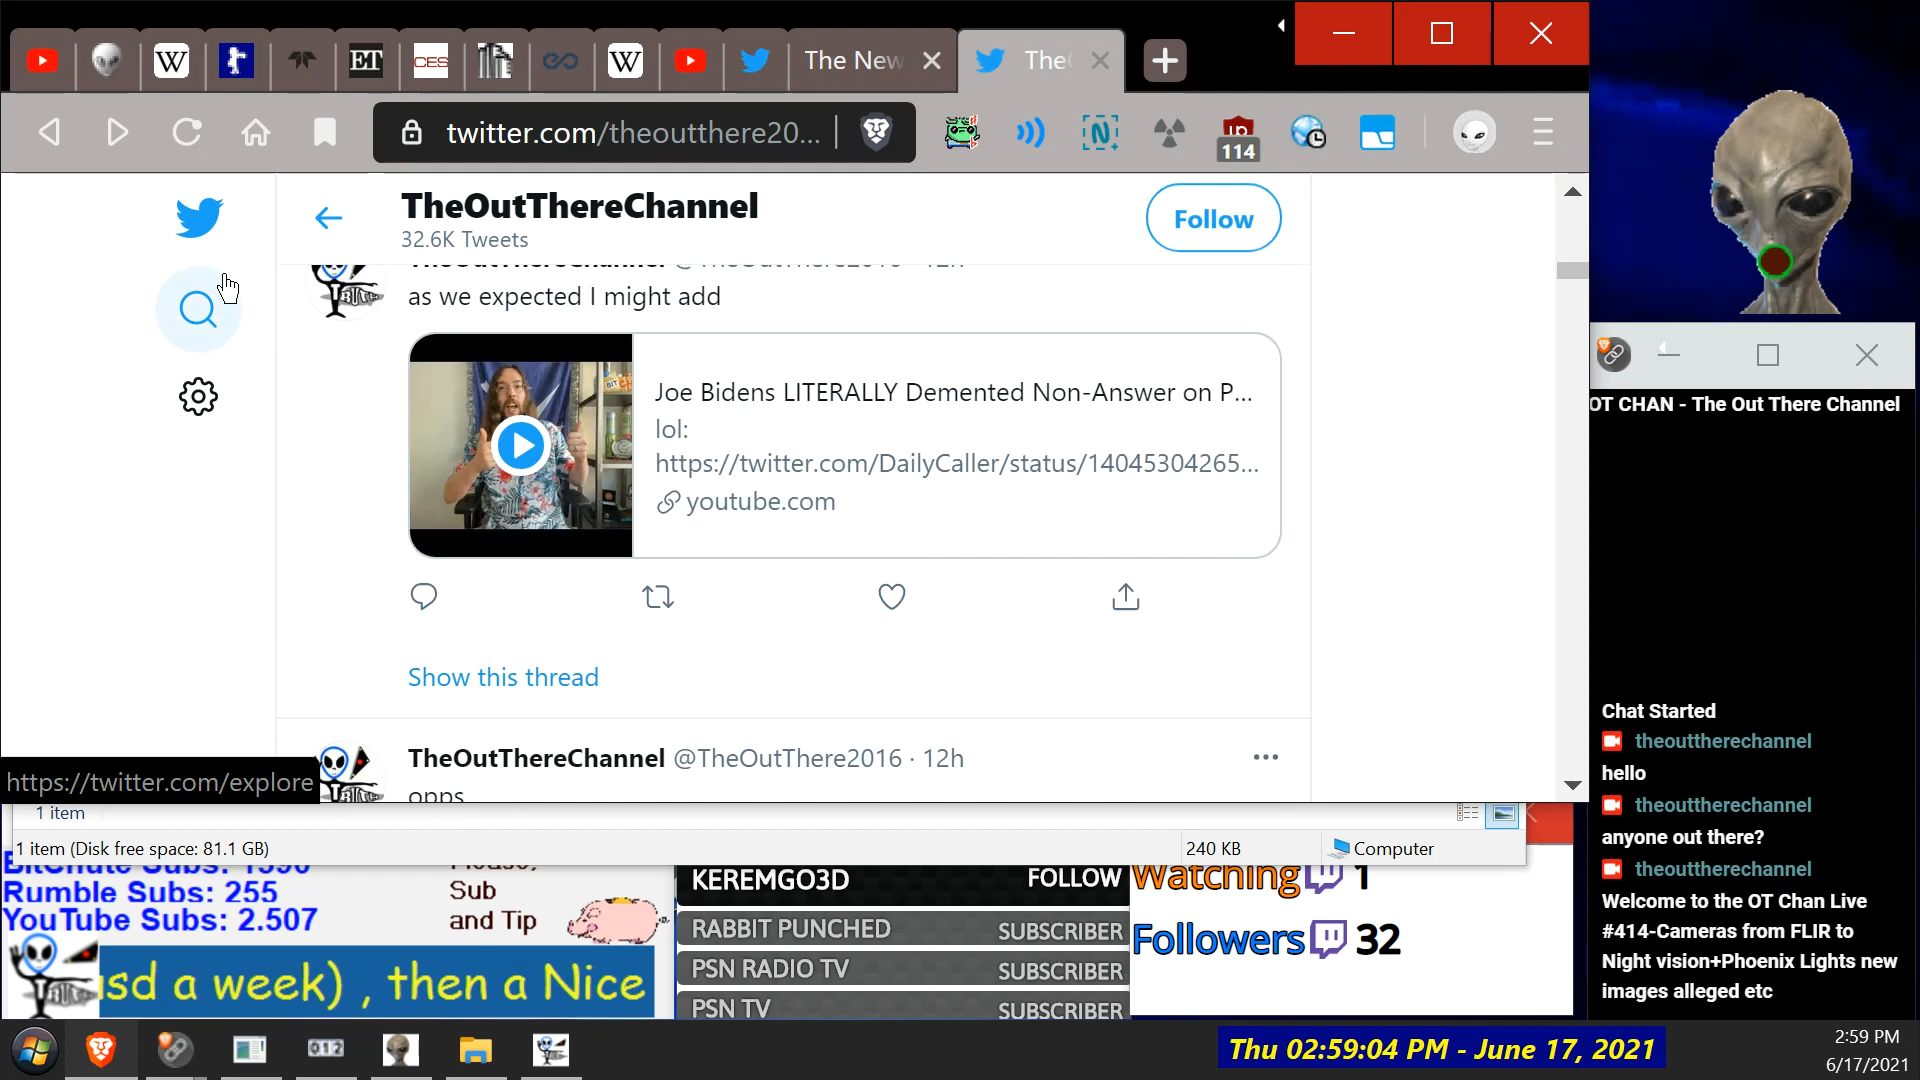 The New
The
twitter.com/theoutthere20...
114
TheOutThereChannel
32.6K Tweets
Follow
as we expected I might add
Joe Bidens LITERALLY Demented Non-Answer on P...
lol:
https://twitter.com/DailyCaller/status/14045304265...
youtube.com
Show this thread
TheOutThereChannel @TheOutThere2016 · 12h
opps
https://twitter.com/explore
1 item
1 item (Disk free space: 81.1 GB)
240 KB
Computer
Rumble Subs: 255
YouTube Subs: 2.507
Sub
and Tip
usd a week) , then a Nice
KEREMGO3D FOLLOW
RABBIT PUNCHED SUBSCRIBER
PSN RADIO TV SUBSCRIBER
PSN TV SUBSCRIBER
Watching 1
Followers 32
OT CHAN - The Out There Channel
Chat Started
theouttherechannel
hello
theouttherechannel
anyone out there?
theouttherechannel
Welcome to the OT Chan Live
#414-Cameras from FLIR to
Night vision+Phoenix Lights new
images alleged etc
012
Thu 02:59:04 PM - June 17, 2021
2:59 PM
6/17/2021